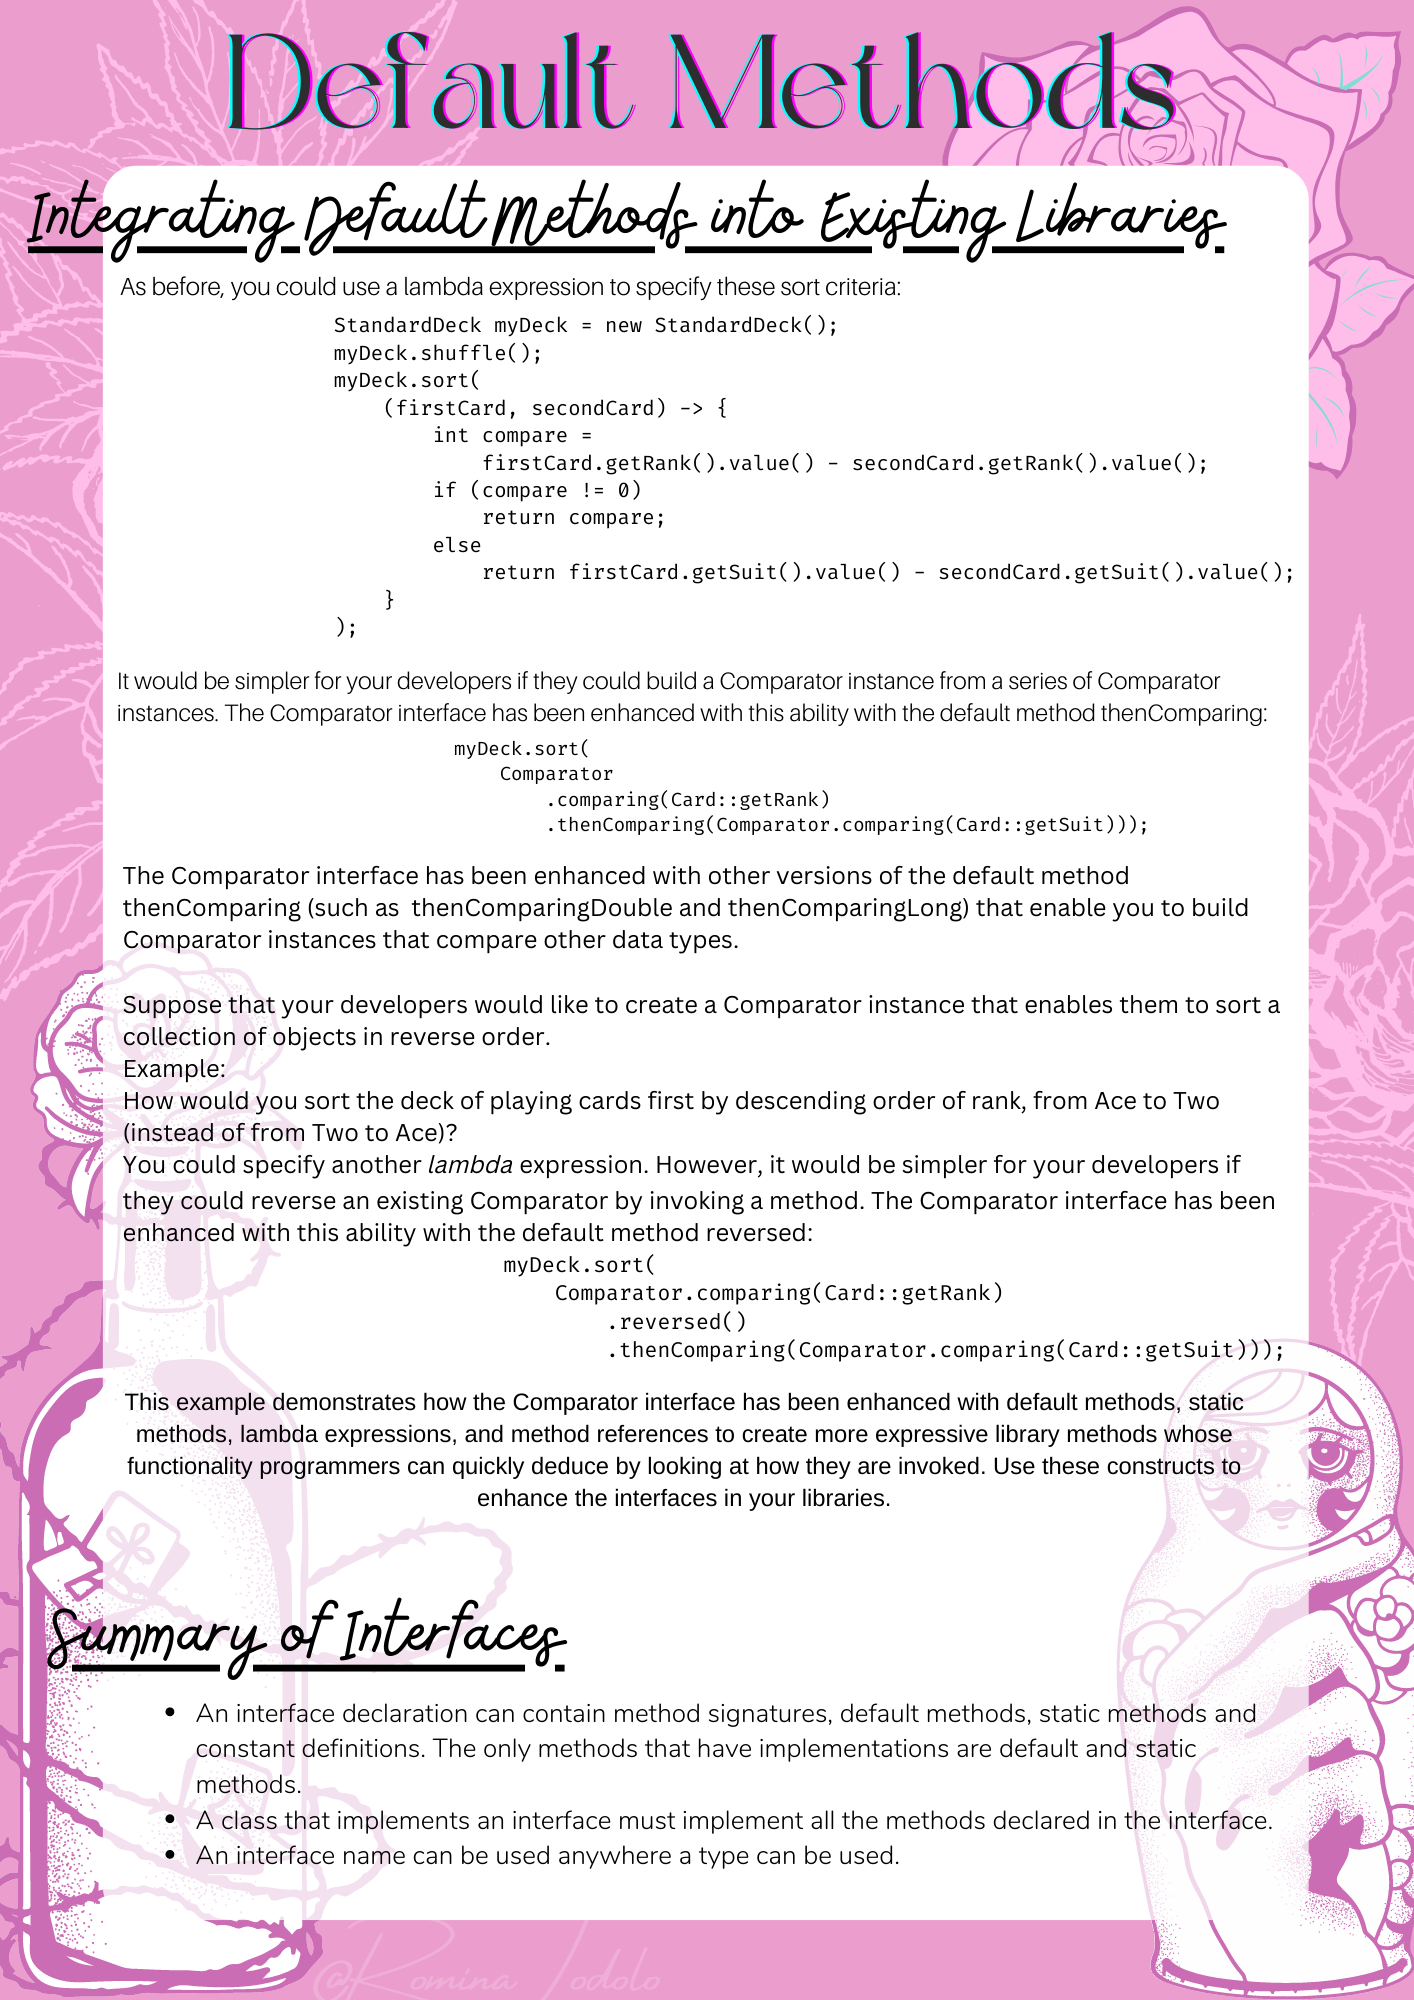 Default Methods
Integrating Default Methods into Existing Libraries
As before, you could use a lambda expression to specify these sort criteria:
StandardDeck myDeck = new StandardDeck();
myDeck.shuffle();
myDeck.sort(
    (firstCard, secondCard) -> {
        int compare =
            firstCard.getRank().value() - secondCard.getRank().value();
        if (compare != 0)
            return compare;
        else
            return firstCard.getSuit().value() - secondCard.getSuit().value();
    }
);
It would be simpler for your developers if they could build a Comparator instance from a series of Comparator
instances. The Comparator interface has been enhanced with this ability with the default method thenComparing:
myDeck.sort(
    Comparator
        .comparing(Card::getRank)
        .thenComparing(Comparator.comparing(Card::getSuit)));
The Comparator interface has been enhanced with other versions of the default method
thenComparing (such as  thenComparingDouble and thenComparingLong) that enable you to build
Comparator instances that compare other data types.
Suppose that your developers would like to create a Comparator instance that enables them to sort a
collection of objects in reverse order.
Example:
How would you sort the deck of playing cards first by descending order of rank, from Ace to Two
(instead of from Two to Ace)?
You could specify another lambda expression. However, it would be simpler for your developers if
they could reverse an existing Comparator by invoking a method. The Comparator interface has been
enhanced with this ability with the default method reversed:
myDeck.sort(
    Comparator.comparing(Card::getRank)
        .reversed()
        .thenComparing(Comparator.comparing(Card::getSuit)));
This example demonstrates how the Comparator interface has been enhanced with default methods, static
methods, lambda expressions, and method references to create more expressive library methods whose
functionality programmers can quickly deduce by looking at how they are invoked. Use these constructs to
enhance the interfaces in your libraries.
Summary of Interfaces
• An interface declaration can contain method signatures, default methods, static methods and
constant definitions. The only methods that have implementations are default and static
methods.
• A class that implements an interface must implement all the methods declared in the interface.
• An interface name can be used anywhere a type can be used.
@Romina Iodolo